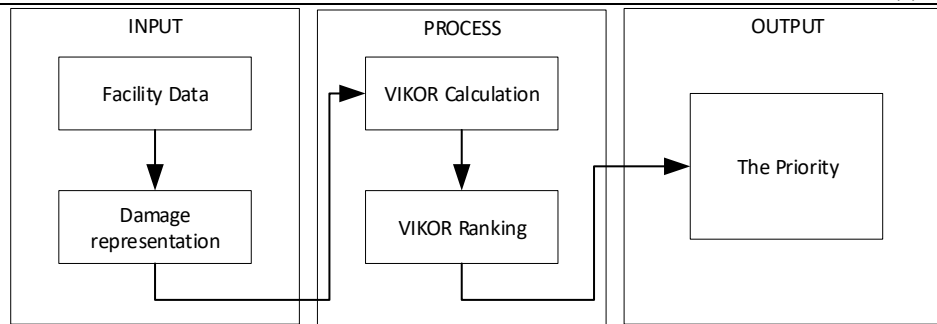 INPUT
Facility Data
Damage
representation
PROCESS
VIKOR Calculation
VIKOR Ranking
OUTPUT
The Priority